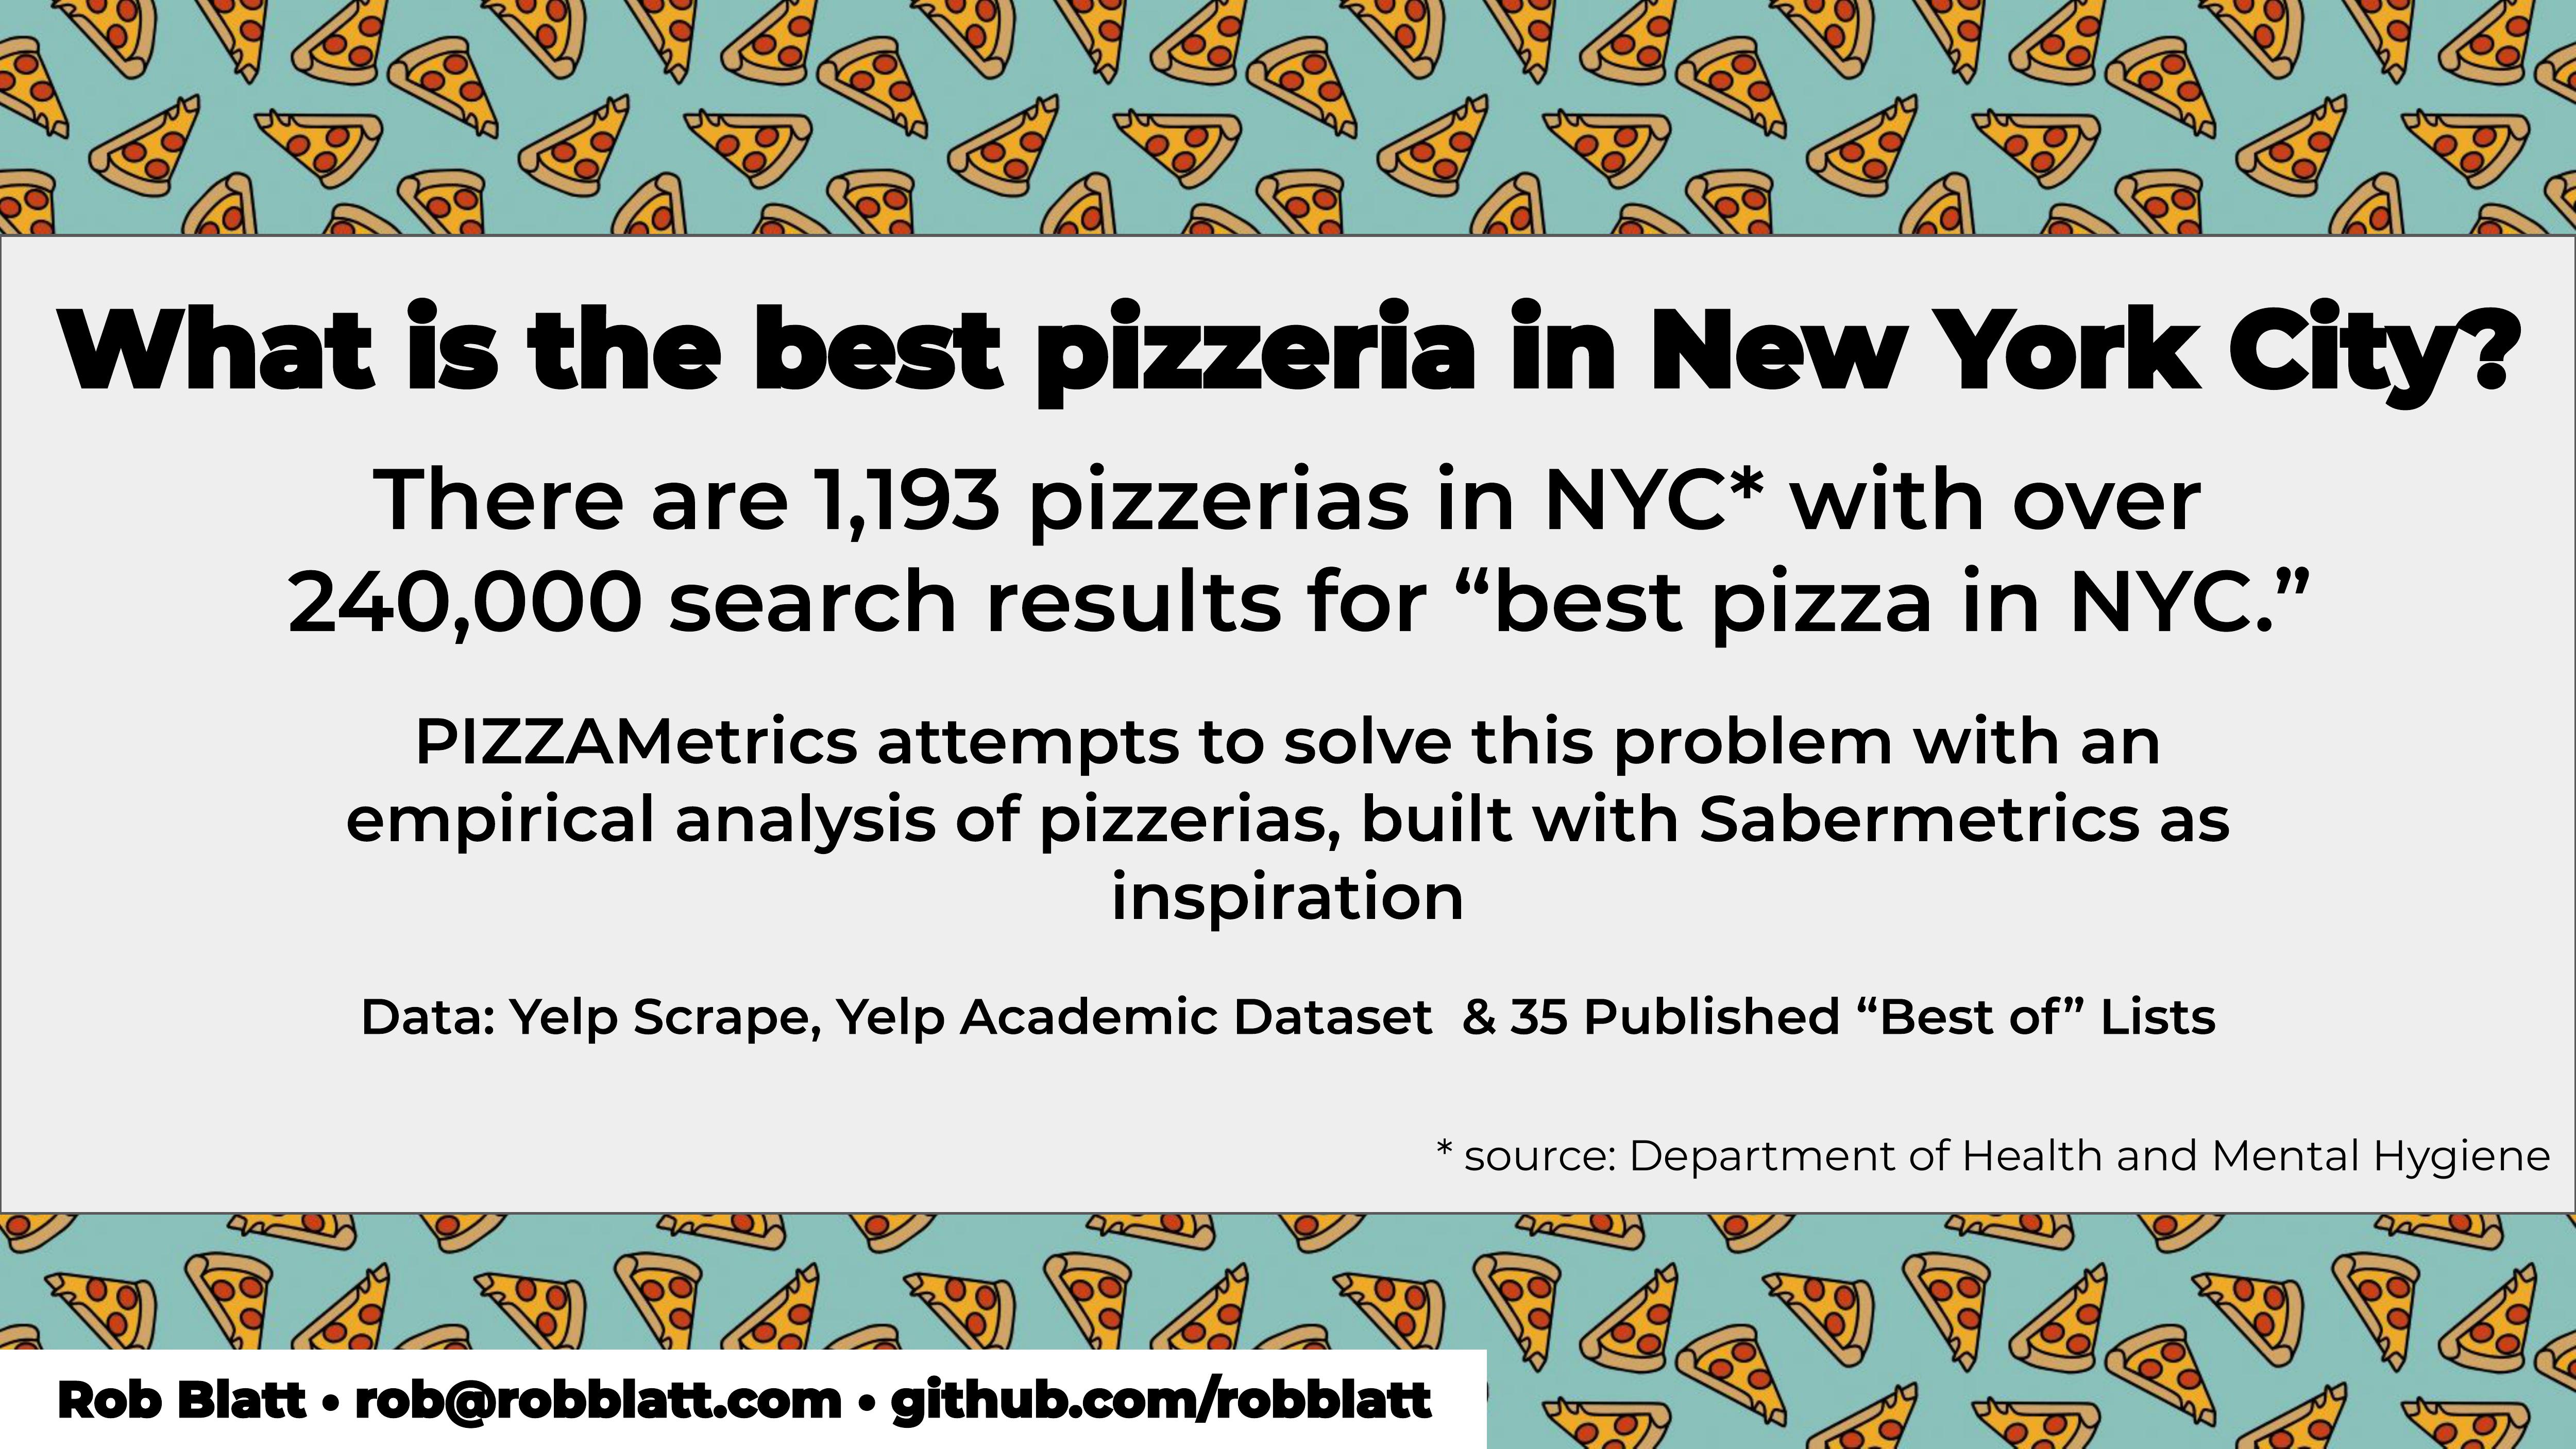 What is the best pizzeria in New York City?
There are 1,193 pizzerias in NYC* with over
240,000 search results for “best pizza in NYC.”
PIZZAMetrics attempts to solve this problem with an
empirical analysis of pizzerias, built with Sabermetrics as
inspiration
Data: Yelp Scrape, Yelp Academic Dataset  & 35 Published “Best of” Lists
* source: Department of Health and Mental Hygiene
Rob Blatt • rob@robblatt.com • github.com/robblatt